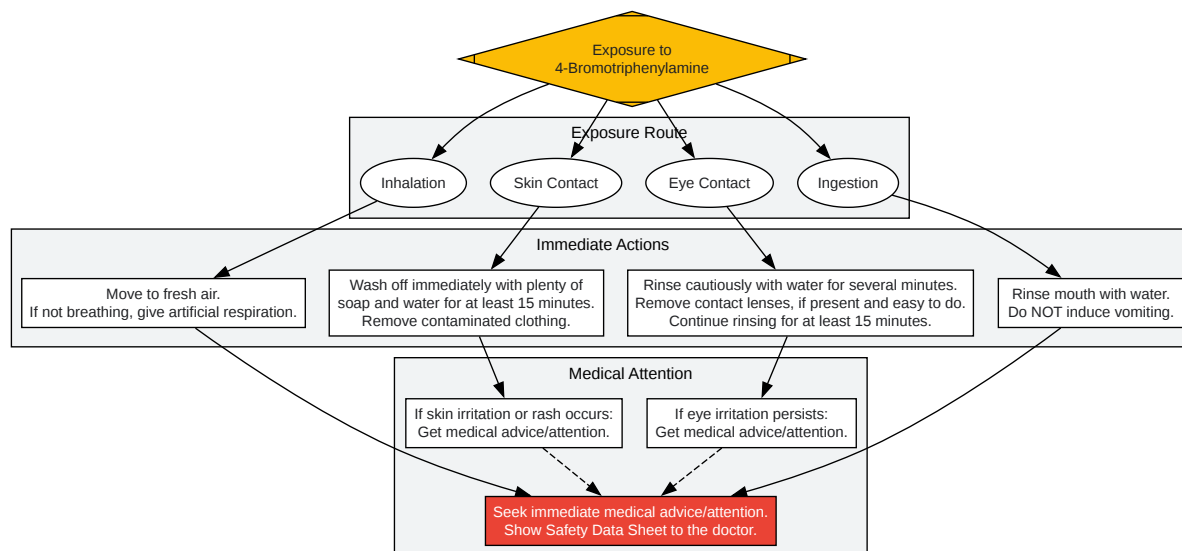 Exposure to
4-Bromotriphenylamine
Exposure Route
Inhalation
Skin Contact
Eye Contact
Ingestion
Immediate Actions
Move to fresh air.
If not breathing, give artificial respiration.
Wash off immediately with plenty of
soap and water for at least 15 minutes.
Remove contaminated clothing.
Rinse cautiously with water for several minutes.
Remove contact lenses, if present and easy to do.
Continue rinsing for at least 15 minutes.
Rinse mouth with water.
Do NOT induce vomiting.
Medical Attention
If skin irritation or rash occurs:
Get medical advice/attention.
If eye irritation persists:
Get medical advice/attention.
Seek immediate medical advice/attention.
Show Safety Data Sheet to the doctor.